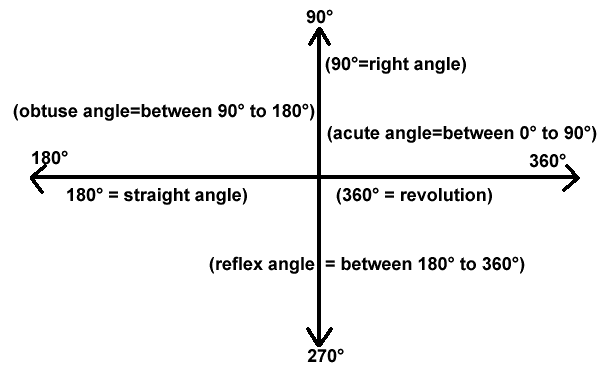 90°
(90°=right angle)
(obtuse angle=between 90° to 180°)
(acute angle=between 0° to 90°)
180°
360°
180° = straight angle)
(360° = revolution)
(reflex angle = between 180° to 360°)
270°